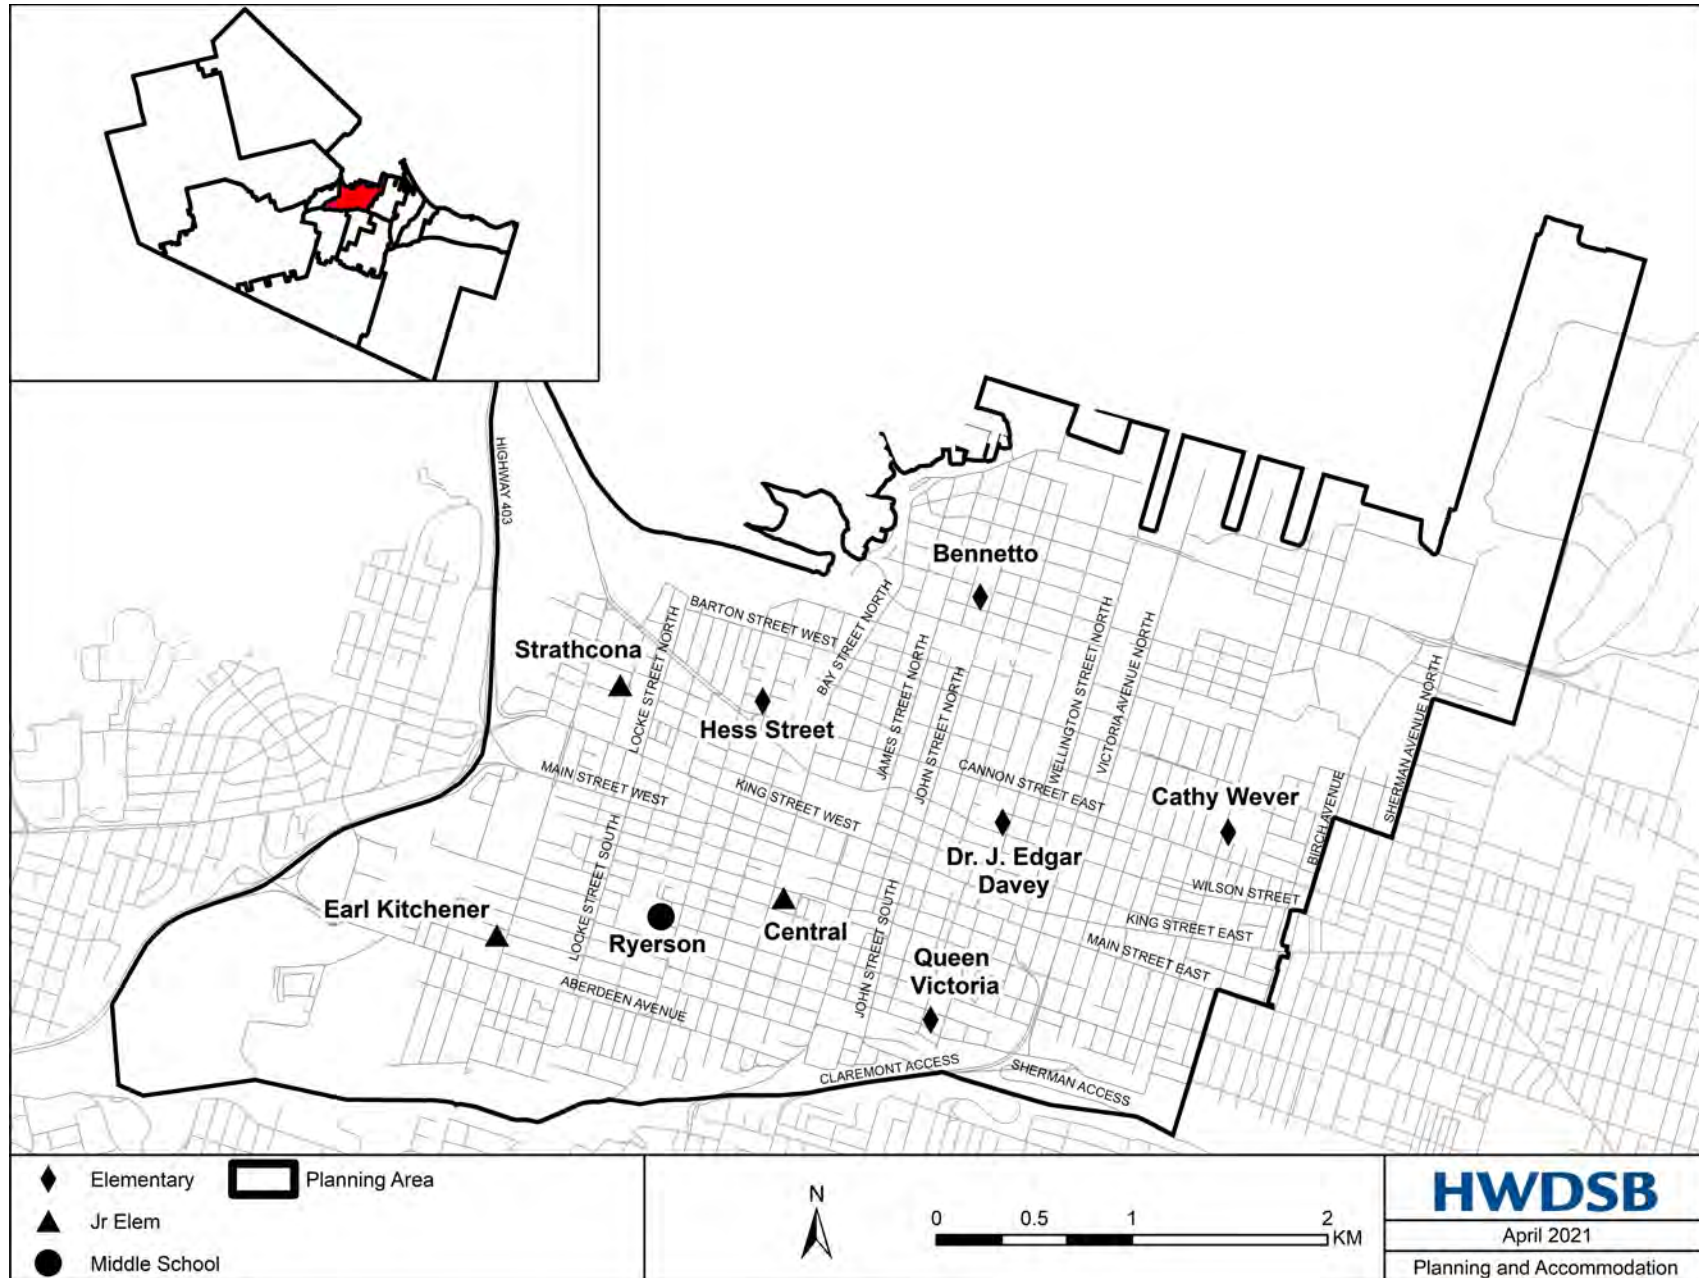 HIGHWAY 403
Bennetto
BARTON STREET WEST
BAY STREET NORTH
LOCKE STREET NORTH
Strathcona
Hess Street
JAMES STREET NORTH
JOHN STREET NORTH
WELLINGTON STREET NORTH
VICTORIA AVENUE NORTH
SHERMAN AVENUE NORTH
MAIN STREET WEST
KING STREET WEST
CANNON STREET EAST
Cathy Wever
BIRCH AVENUE
Dr. J. Edgar
Davey
LOCKE STREET SOUTH
JOHN STREET SOUTH
WILSON STREET
KING STREET EAST
MAIN STREET EAST
Earl Kitchener
Ryerson
Central
Queen
Victoria
ABERDEEN AVENUE
CLAREMONT ACCESS
SHERMAN ACCESS
Elementary
Planning Area
Jr Elem
Middle School
N
0 0.5 1 2
KM
HWDSB
April 2021
Planning and Accommodation